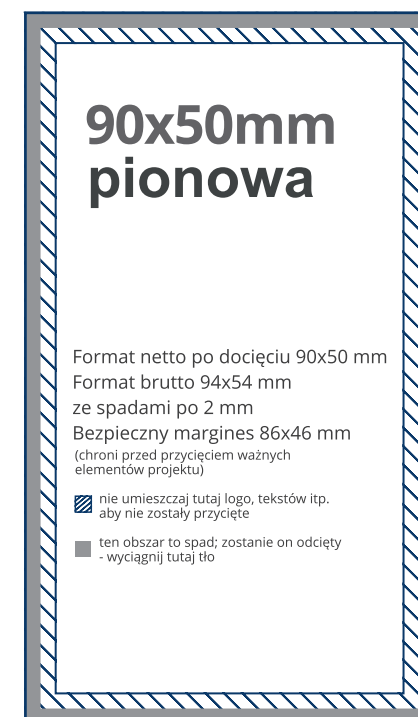 90x50mm
pionowa
Format netto po docięciu 90x50 mm
Format brutto 94x54 mm
ze spadami po 2 mm
Bezpieczny margines 86x46 mm
(chroni przed przycięciem ważnych
elementów projektu)
nie umieszczaj tutaj logo, tekstów itp.
aby nie zostały przycięte
ten obszar to spad; zostanie on odcięty
- wyciągnij tutaj tło